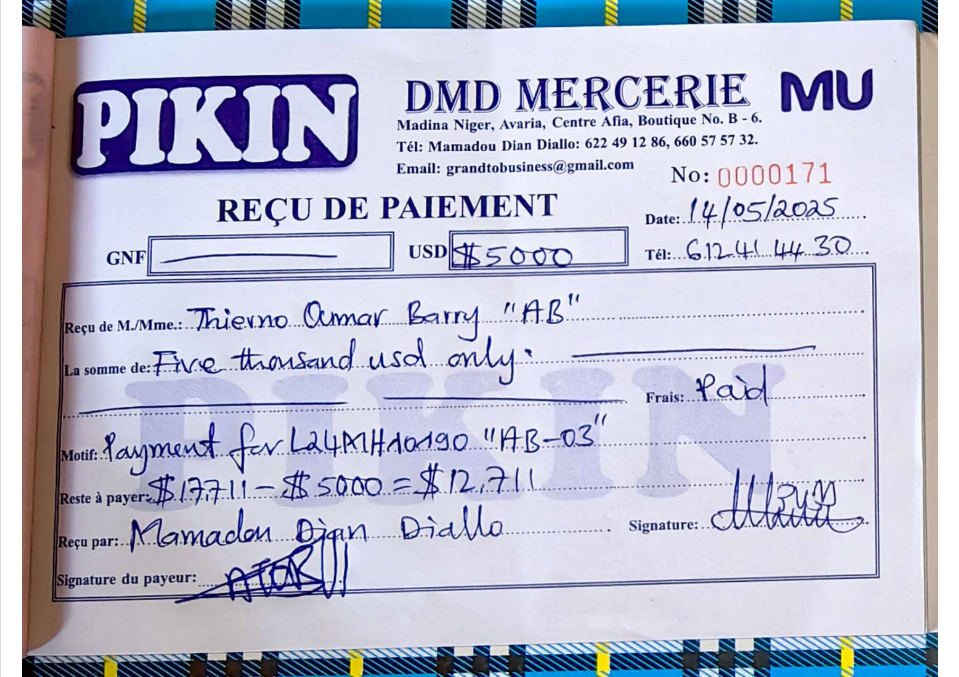 PIKIN
DMD MERCERIE MU
Madina Niger, Avaria, Centre Afia, Boutique No. B - 6.
Tél: Mamadou Dian Diallo: 622 49 12 86, 660 57 57 32.
Email: grandtobusiness@gmail.com
No: 0000171
REÇU DE PAIEMENT
Date: 14/05/2025
GNF USD $5000 Tél: 612 41 44 30
Reçu de M./Mme.: Thierno Oumar Barry "AB"
La somme de: Five thousand usd only.
Frais: Paid
Motif: Payment for L24MH10190 "AB-03"
Reste à payer: $17,711 - $5000 = $12,711
Reçu par: Mamadou Dian Diallo Signature:
Signature du payeur:
PIKIN